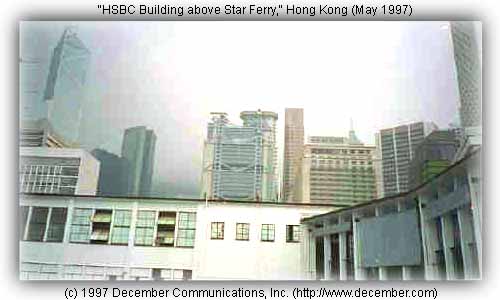 "HSBC Building above Star Ferry," Hong Kong (May 1997)
(c) 1997 December Communications, Inc. (http://www.december.com)